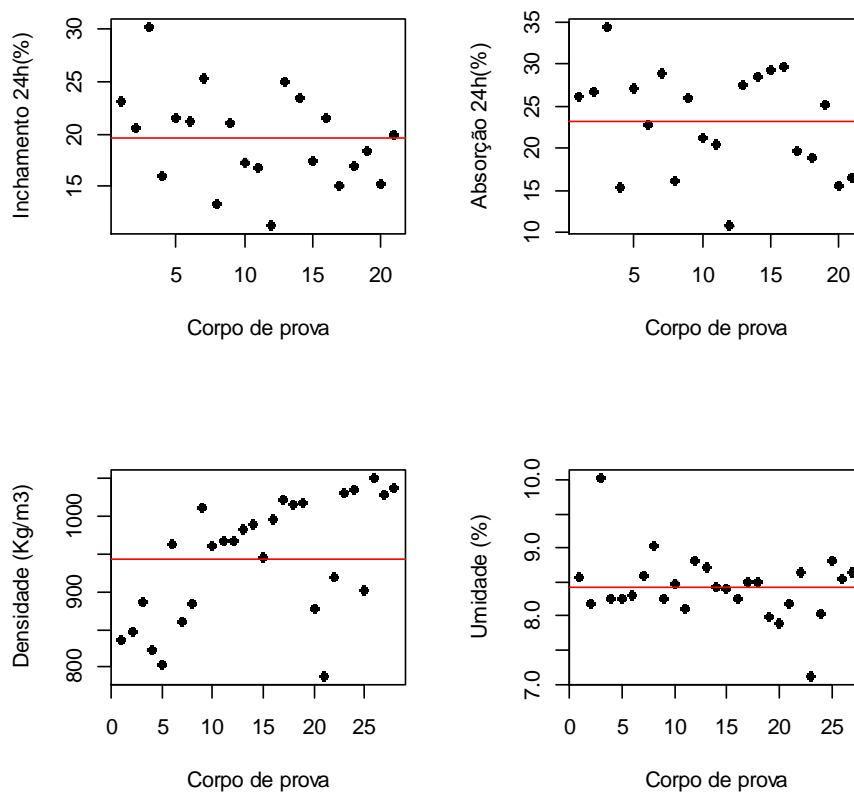 Inchamento 24h(%)
30
25
20
15
5 10 15 20
Corpo de prova
Absorção 24h(%)
35
30
25
20
15
10
5 10 15 20
Corpo de prova
Densidade (Kg/m3)
1000
900
800
0 5 10 15 20 25
Corpo de prova
Umidade (%)
10.0
9.0
8.0
7.0
0 5 10 15 20 25
Corpo de prova